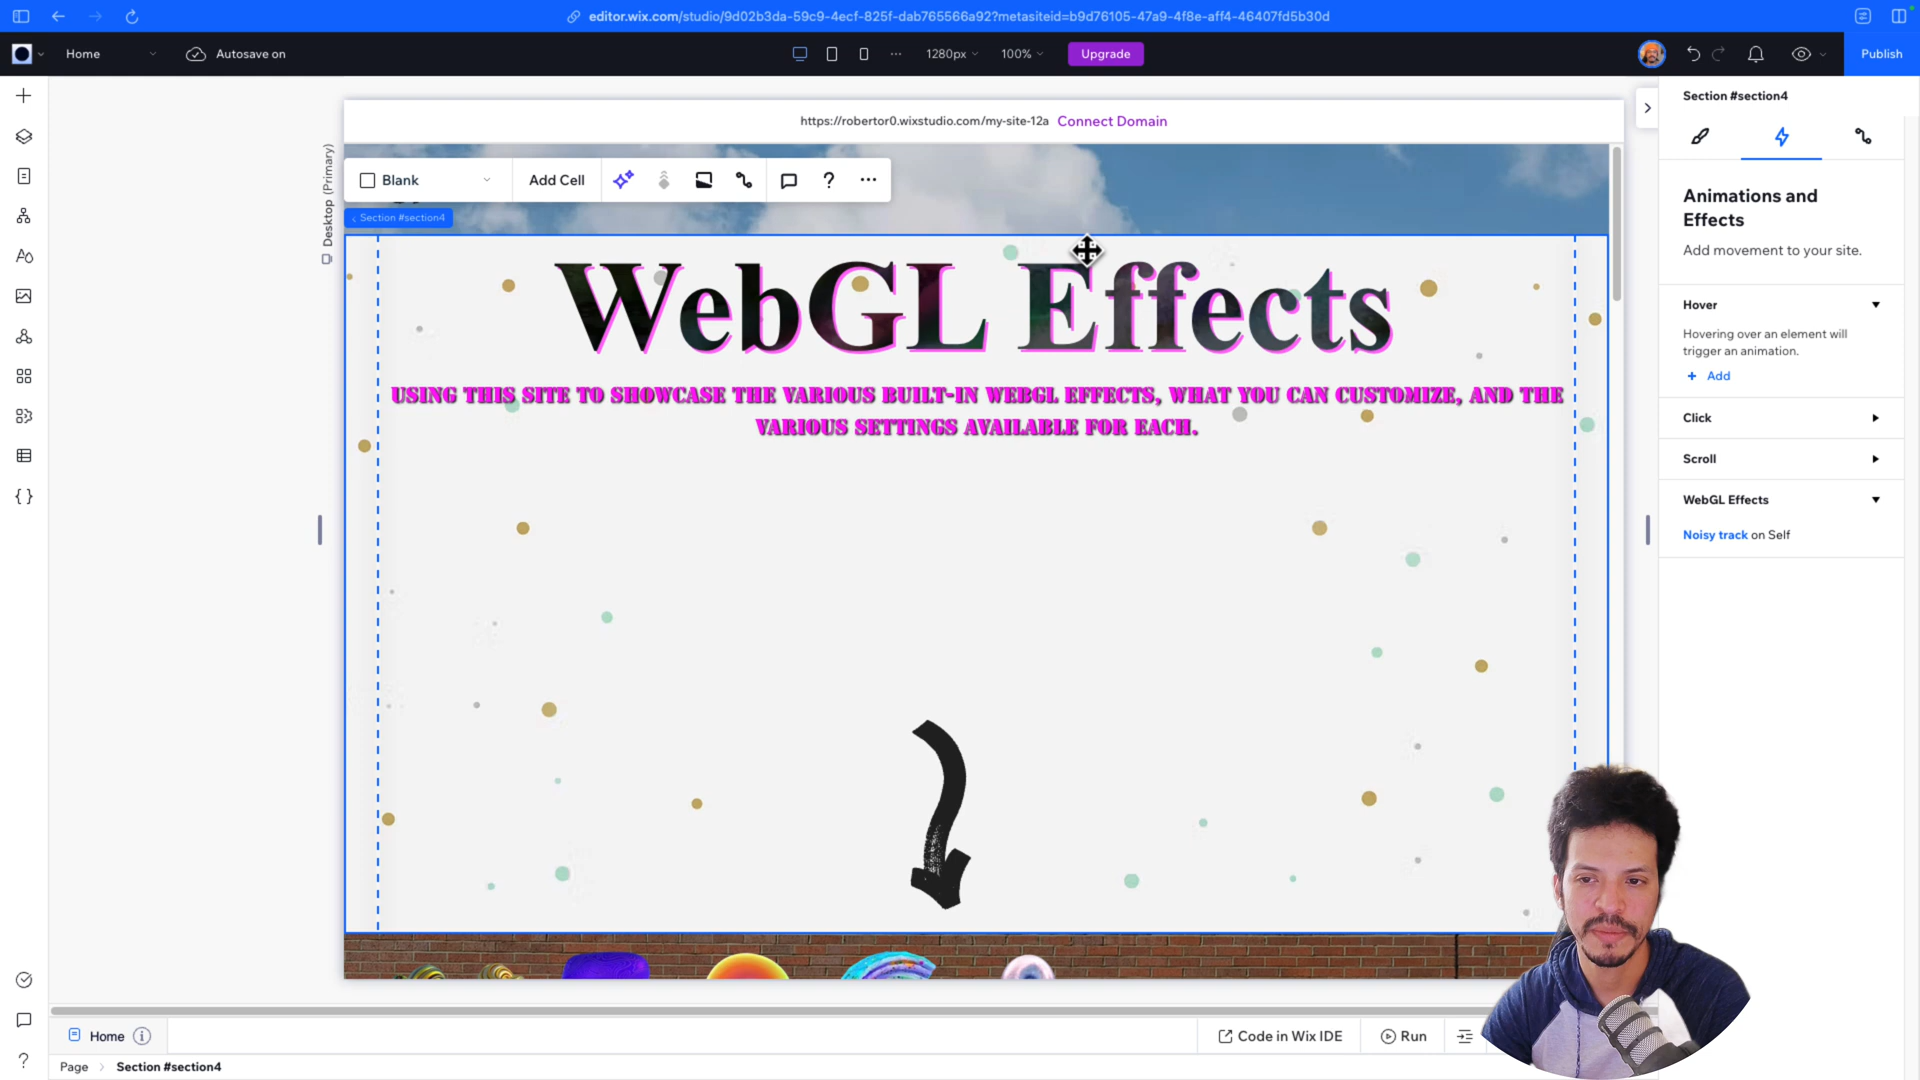 editor.wix.com/studio/9d02b3da-59c9-4ecf-825f-dab765566a92?metasiteid=b9d76105-47a9-4f8e-aff4-46407fd5b30d
Home
Autosave on
1280px
100%
Upgrade
Publish
https://robertor0.wixstudio.com/my-site-12a Connect Domain
Desktop (Primary)
Blank
Add Cell
Section #section4
WebGL Effects
USING THIS SITE TO SHOWCASE THE VARIOUS BUILT-IN WEBGL EFFECTS, WHAT YOU CAN CUSTOMIZE, AND THE
VARIOUS SETTINGS AVAILABLE FOR EACH.
Section #section4
Animations and
Effects
Add movement to your site.
Hover
Hovering over an element will
trigger an animation.
+ Add
Click
Scroll
WebGL Effects
Noisy track on Self
Home
Code in Wix IDE
Run
Page
Section #section4